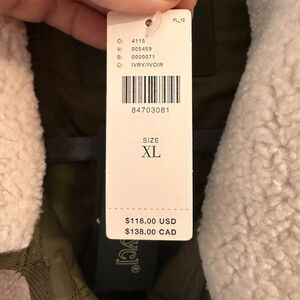 FL_12
O: 4115
V: 005459
S: 0000071
C: IVRY/IVOIR
84703081
SIZE
XL
$118.00 USD
$138.00 CAD